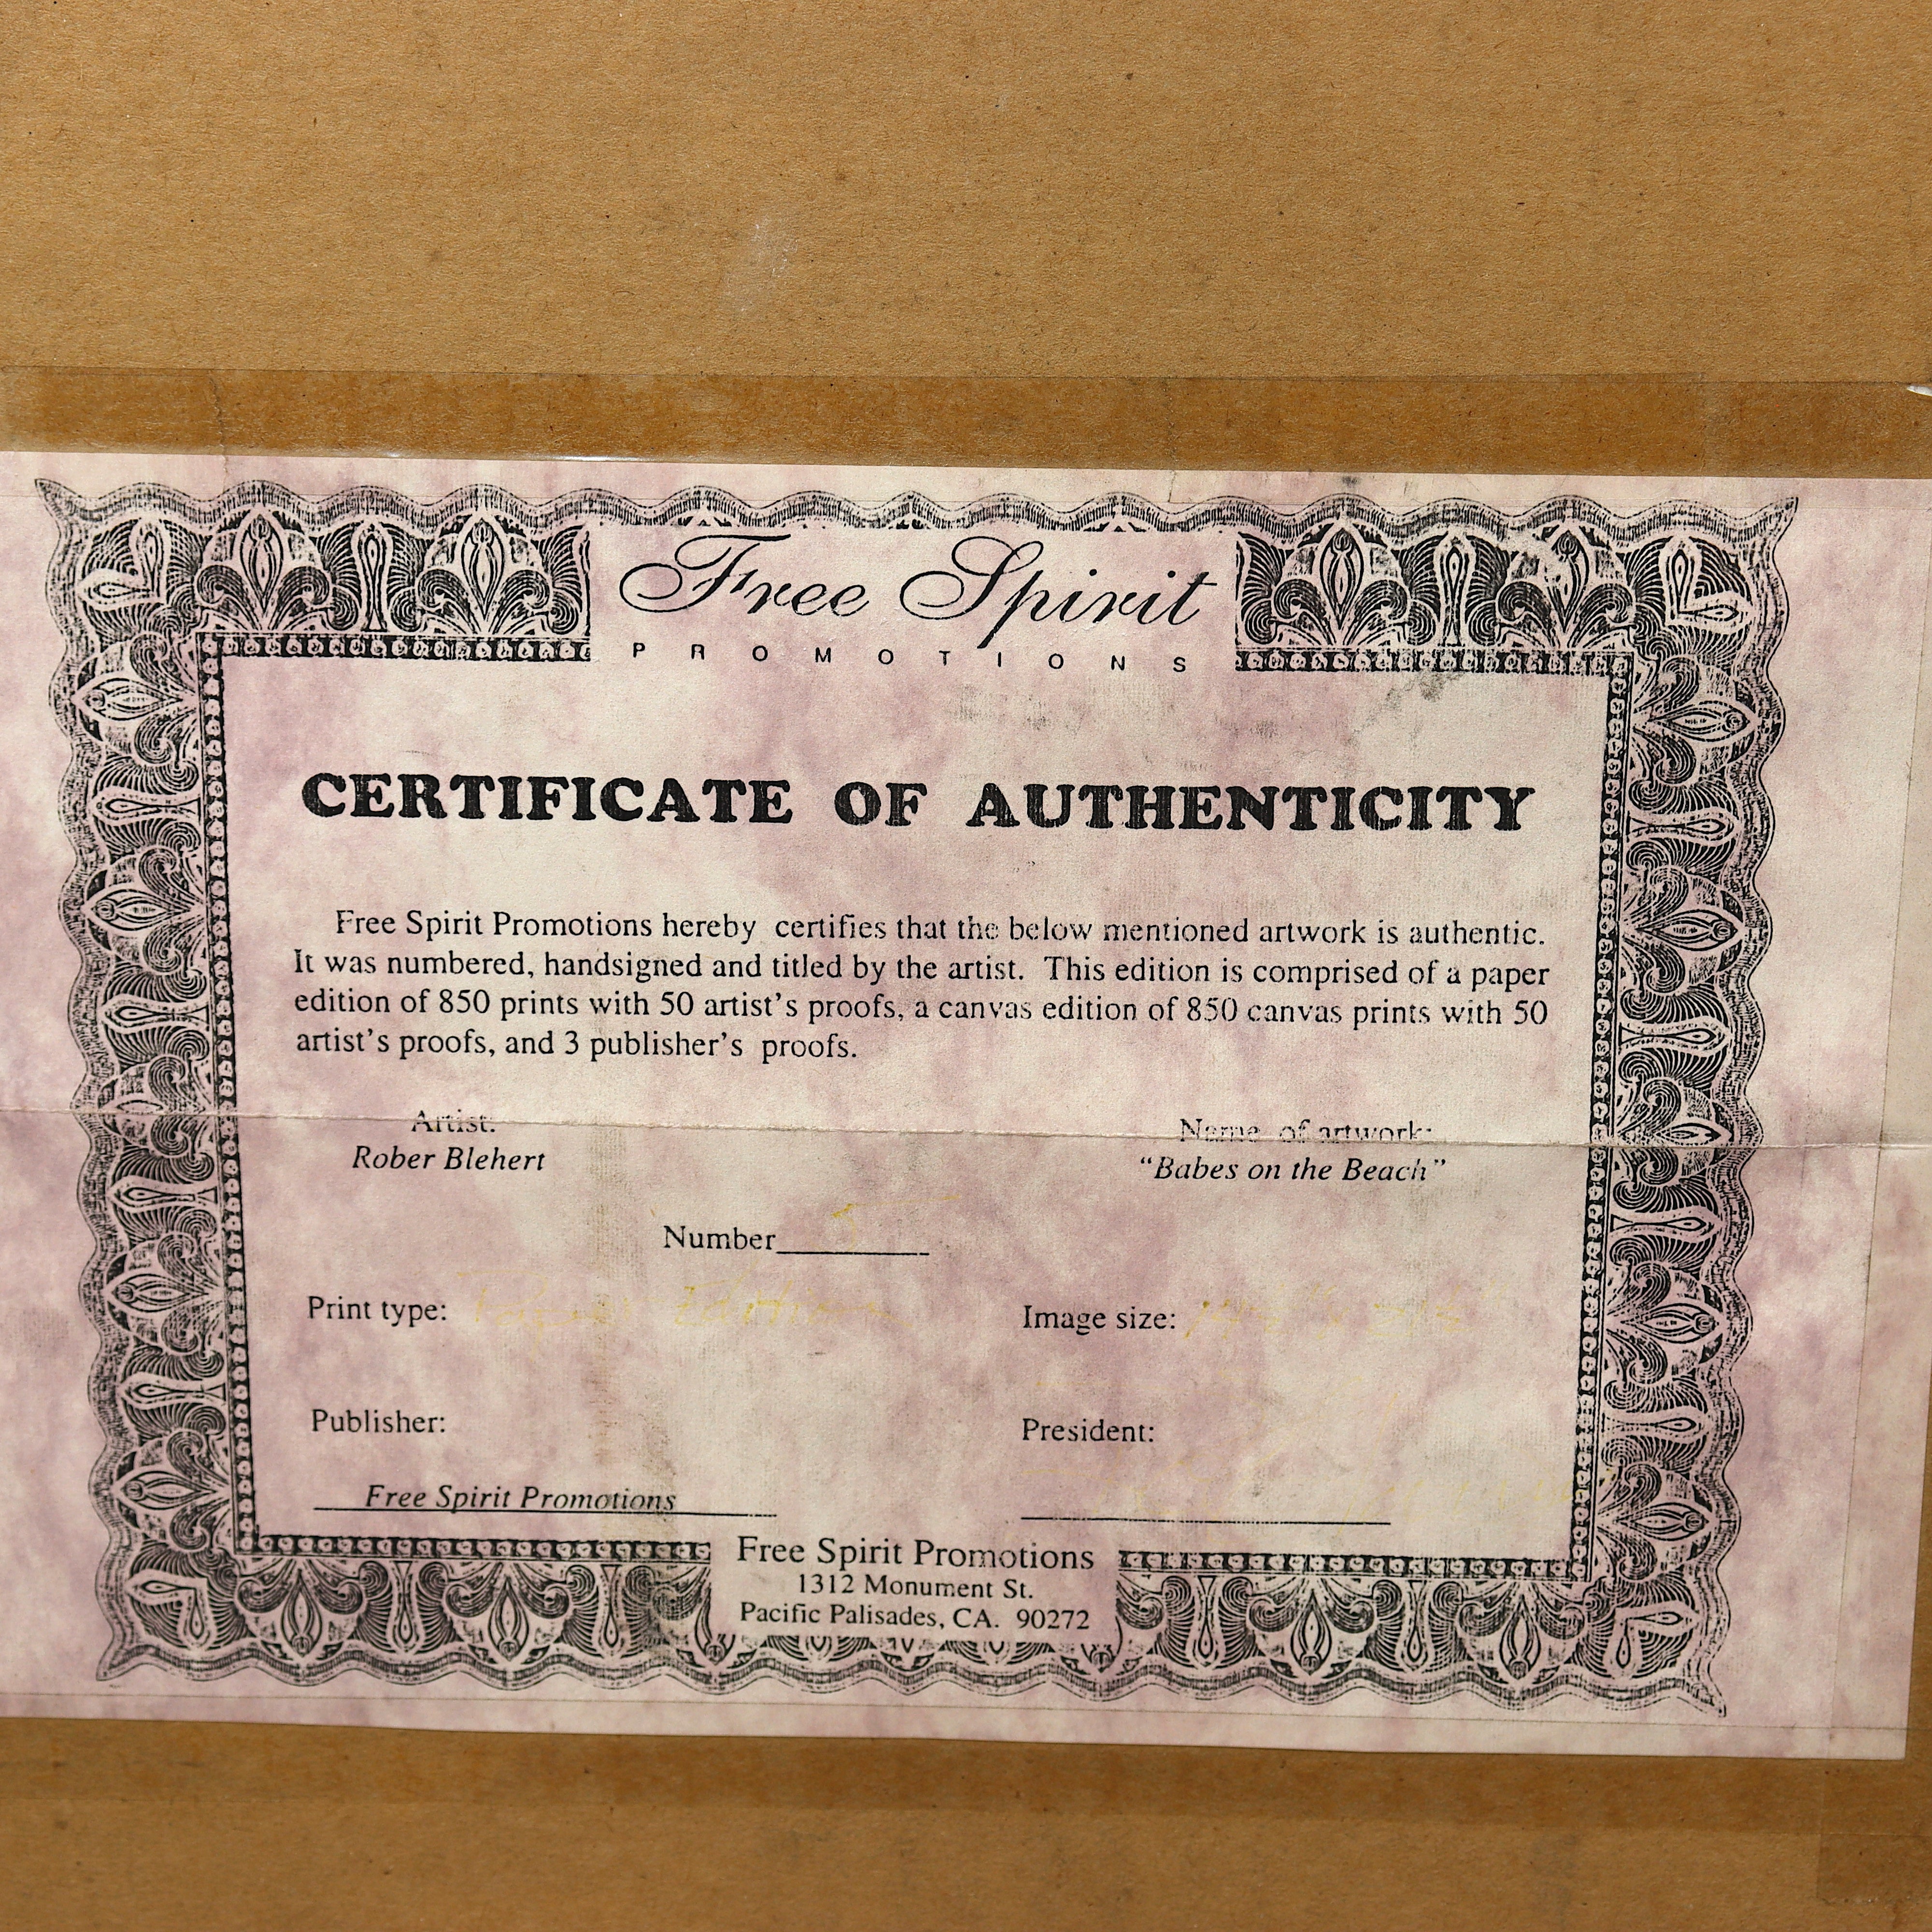 Free Spirit
PROMOTIONS
CERTIFICATE OF AUTHENTICITY
Free Spirit Promotions hereby certifies that the below mentioned artwork is authentic.
It was numbered, handsigned and titled by the artist. This edition is comprised of a paper
edition of 850 prints with 50 artist's proofs, a canvas edition of 850 canvas prints with 50
artist's proofs, and 3 publisher's proofs.
Artist:
Rober Blehert
Name of artwork:
"Babes on the Beach"
Number
Print type: Paper Edition
Image size:
Publisher:
Free Spirit Promotions
President:
Free Spirit Promotions
1312 Monument St.
Pacific Palisades, CA. 90272